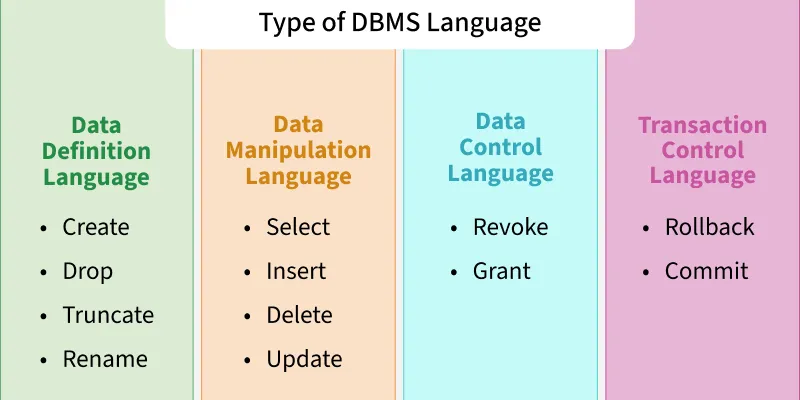 Type of DBMS Language
Data
Definition
Language
• Create
• Drop
• Truncate
• Rename
Data
Manipulation
Language
• Select
• Insert
• Delete
• Update
Data
Control
Language
• Revoke
• Grant
Transaction
Control
Language
• Rollback
• Commit